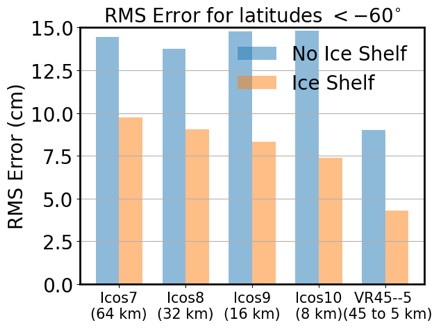 RMS Error for latitudes < −60°
RMS Error (cm)
15.0
12.5
10.0
7.5
5.0
2.5
0.0
No Ice Shelf
Ice Shelf
Icos7 Icos8 Icos9 Icos10 VR45--5
(64 km) (32 km) (16 km) (8 km) (45 to 5 km)